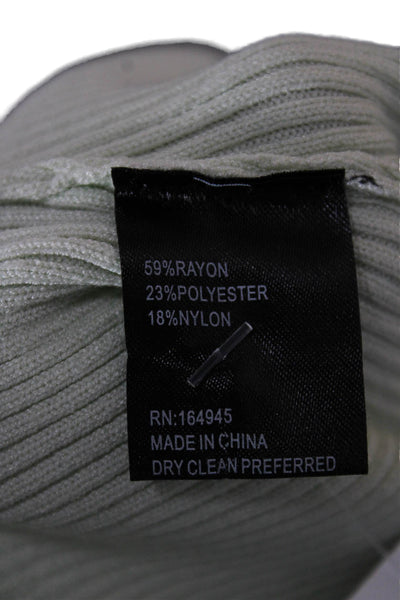 59%RAYON
23%POLYESTER
18%NYLON
RN:164945
MADE IN CHINA
DRY CLEAN PREFERRED